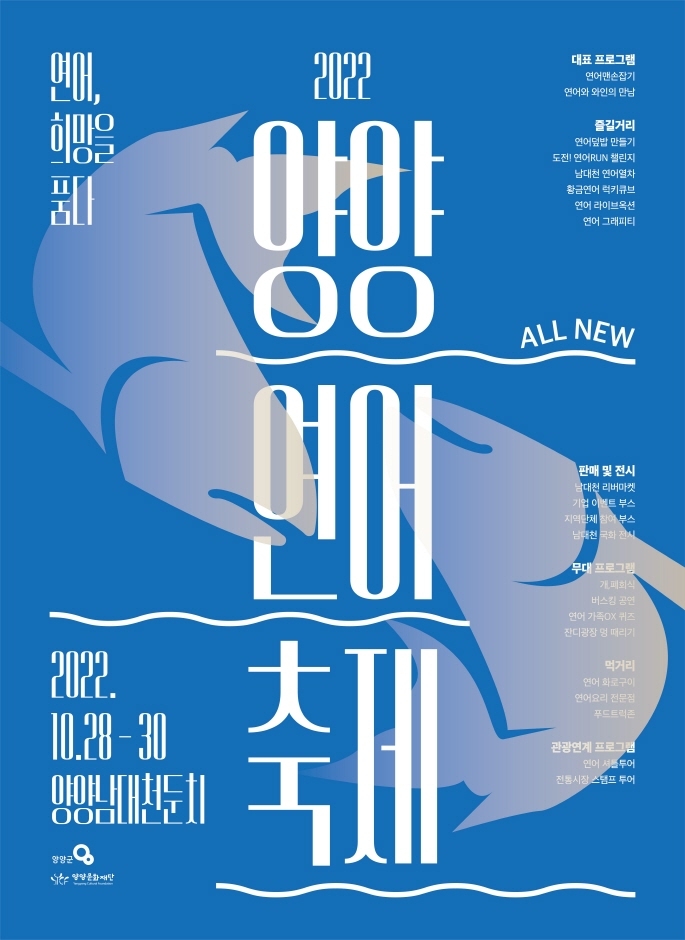 연어,
희망을
품다
2022
양양
연어
축제
ALL NEW
대표 프로그램
연어맨손잡기
연어와 와인의 만남
즐길거리
연어덮밥 만들기
도전! 연어RUN 챌린지
남대천 연어열차
황금연어 럭키큐브
연어 라이브옥션
연어 그래피티
판매 및 전시
남대천 리버마켓
기업 이벤트 부스
지역단체 참여 부스
남대천 국화 전시
무대 프로그램
개,폐회식
버스킹 공연
연어 가족OX 퀴즈
잔디광장 멍 때리기
먹거리
연어 화로구이
연어요리 전문점
푸드트럭존
관광연계 프로그램
연어 셔틀투어
전통시장 스탬프 투어
2022.
10.28 - 30
양양남대천둔치
양양군
양양문화재단
Yangyang Cultural Foundation